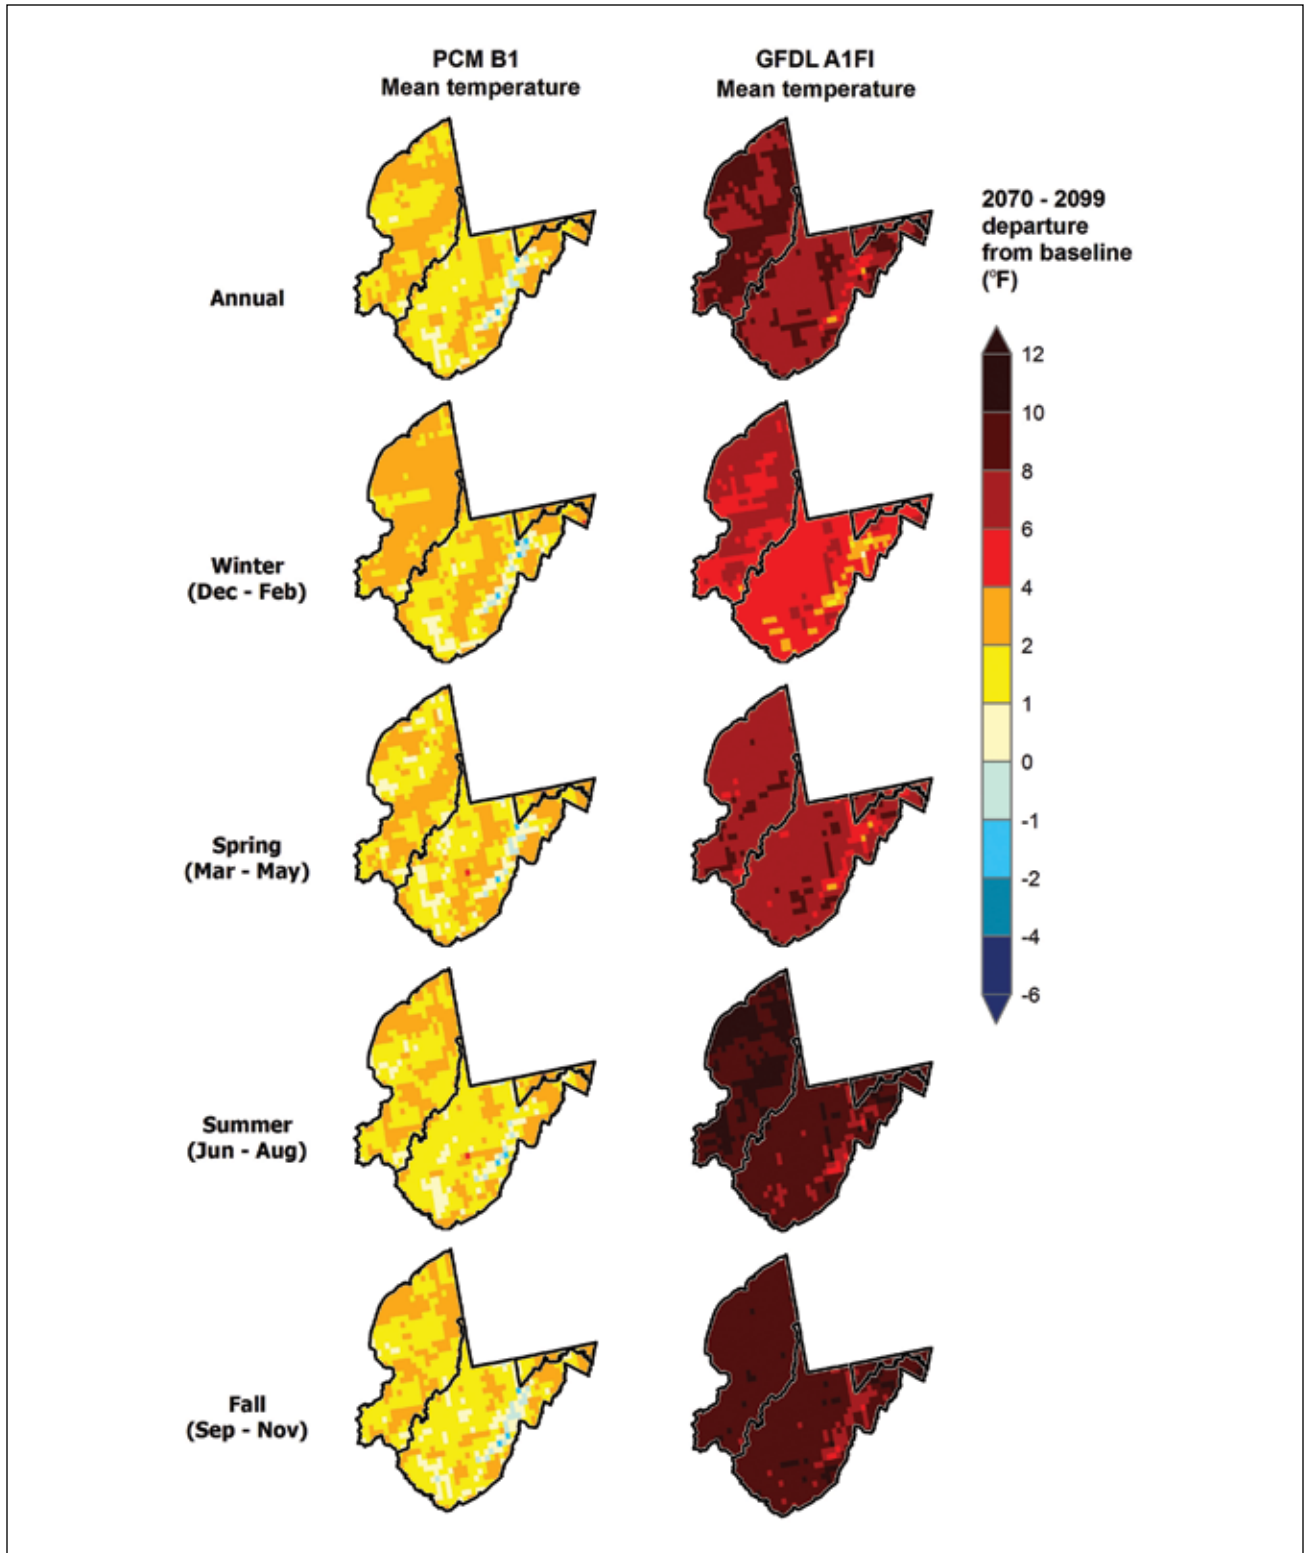 PCM B1
Mean temperature
GFDL A1FI
Mean temperature
2070 - 2099
departure
from baseline
(°F)
Annual
Winter
(Dec - Feb)
Spring
(Mar - May)
Summer
(Jun - Aug)
Fall
(Sep - Nov)
12
10
8
6
4
2
1
0
-1
-2
-4
-6